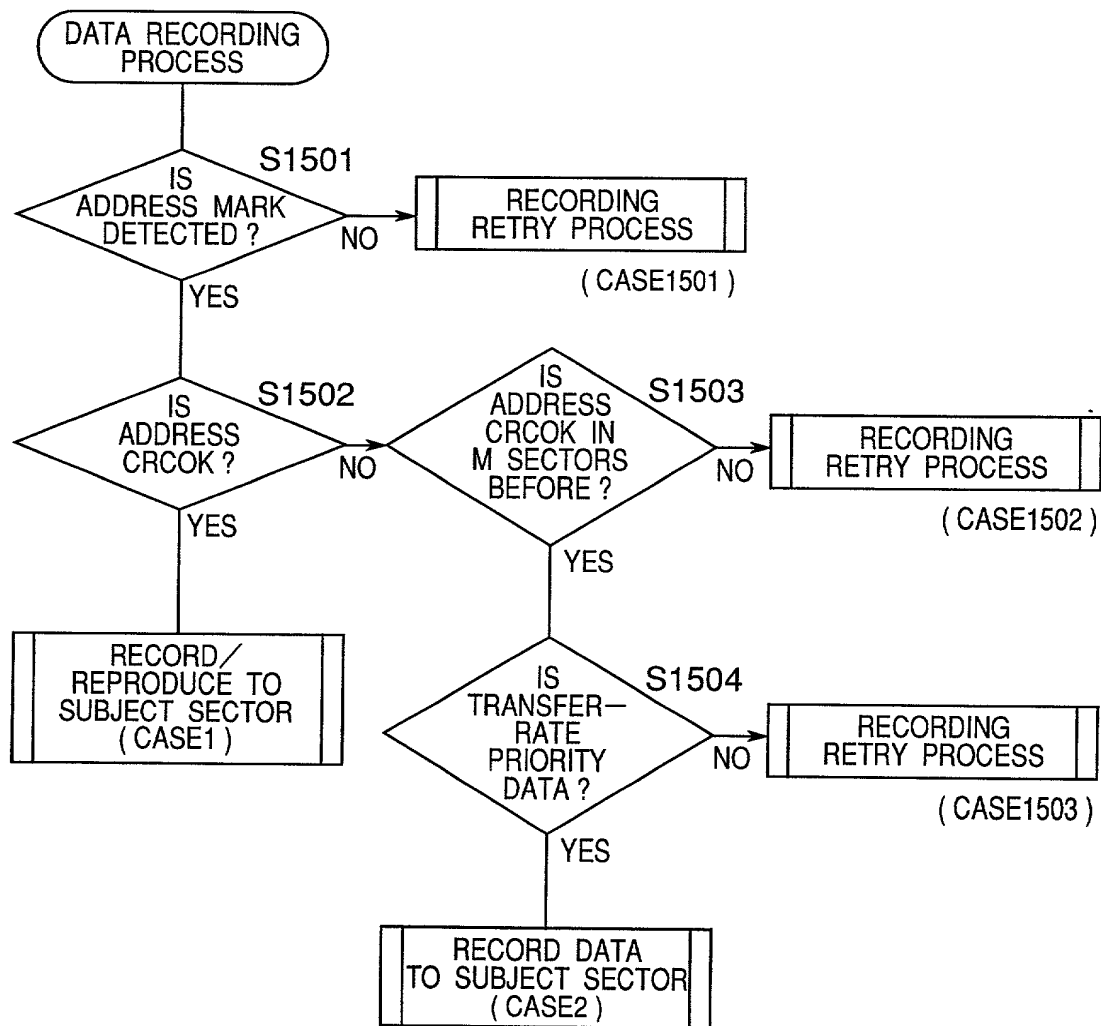 DATA RECORDING
PROCESS
S1501
IS
ADDRESS MARK
DETECTED?
NO
RECORDING
RETRY PROCESS
(CASE1501)
YES
S1502
IS
ADDRESS
CRCOK?
NO
YES
S1503
IS
ADDRESS
CRCOK IN
M SECTORS
BEFORE?
NO
RECORDING
RETRY PROCESS
(CASE1502)
YES
RECORD/
REPRODUCE TO
SUBJECT SECTOR
(CASE1)
S1504
IS
TRANSFER-
RATE
PRIORITY
DATA?
NO
RECORDING
RETRY PROCESS
(CASE1503)
YES
RECORD DATA
TO SUBJECT SECTOR
(CASE2)